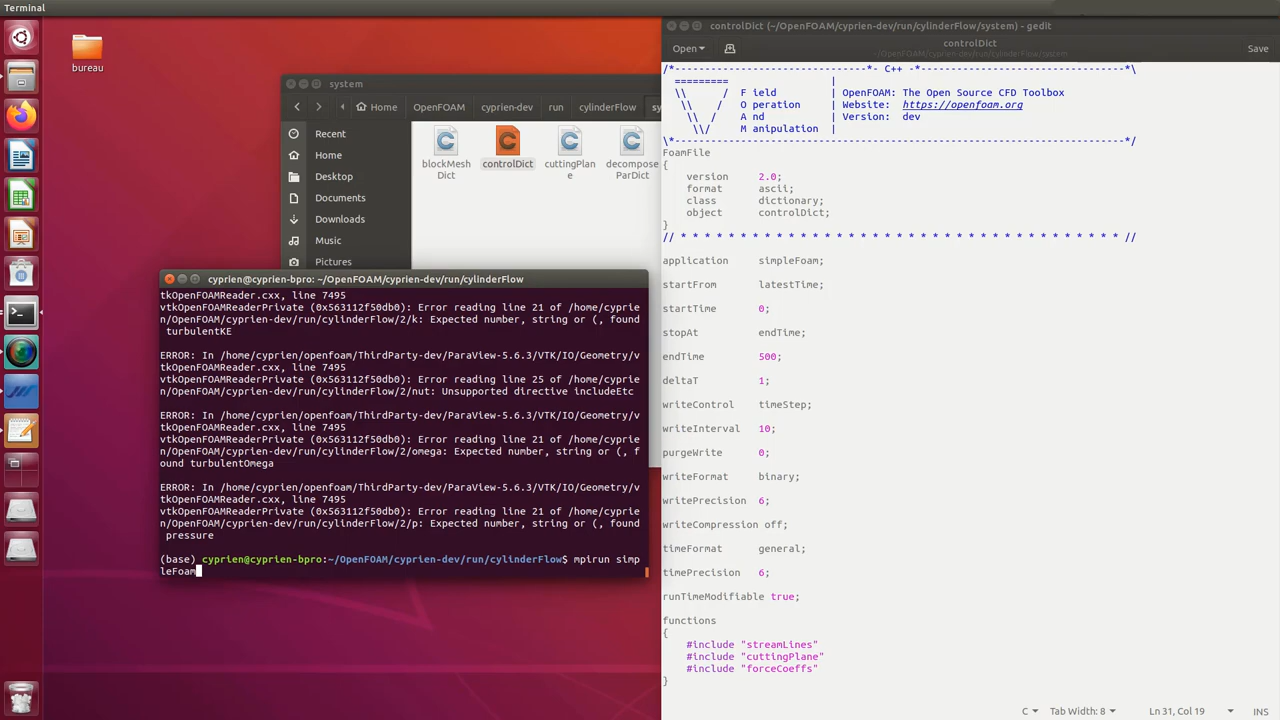 Terminal
controlDict (~/OpenFOAM/cyprien-dev/run/cylinderFlow/system) - gedit
bureau
system
Open
controlDict
~/OpenFOAM/cyprien-dev/run/cylinderFlow/system
Save
Home OpenFOAM cyprien-dev run cylinderFlow sy
Recent
Home
Desktop
Documents
Downloads
Music
Pictures
blockMesh
Dict
controlDict
cuttingPlan
e
decompose
ParDict
cyprien@cyprien-bpro: ~/OpenFOAM/cyprien-dev/run/cylinderFlow
tkOpenFOAMReader.cxx, line 7495
vtkOpenFOAMReaderPrivate (0x563112f50db0): Error reading line 21 of /home/cyprie
n/OpenFOAM/cyprien-dev/run/cylinderFlow/2/k: Expected number, string or (, found
 turbulentKE
ERROR: In /home/cyprien/openfoam/ThirdParty-dev/ParaView-5.6.3/VTK/IO/Geometry/v
tkOpenFOAMReader.cxx, line 7495
vtkOpenFOAMReaderPrivate (0x563112f50db0): Error reading line 25 of /home/cyprie
n/OpenFOAM/cyprien-dev/run/cylinderFlow/2/nut: Unsupported directive includeEtc
ERROR: In /home/cyprien/openfoam/ThirdParty-dev/ParaView-5.6.3/VTK/IO/Geometry/v
tkOpenFOAMReader.cxx, line 7495
vtkOpenFOAMReaderPrivate (0x563112f50db0): Error reading line 21 of /home/cyprie
n/OpenFOAM/cyprien-dev/run/cylinderFlow/2/omega: Expected number, string or (, f
ound turbulentOmega
ERROR: In /home/cyprien/openfoam/ThirdParty-dev/ParaView-5.6.3/VTK/IO/Geometry/v
tkOpenFOAMReader.cxx, line 7495
vtkOpenFOAMReaderPrivate (0x563112f50db0): Error reading line 21 of /home/cyprie
n/OpenFOAM/cyprien-dev/run/cylinderFlow/2/p: Expected number, string or (, found
 pressure
(base) cyprien@cyprien-bpro:~/OpenFOAM/cyprien-dev/run/cylinderFlow$ mpirun simp
leFoam
/*--------------------------------*- C++ -*----------------------------------*\
  =========                 |
  \\      /  F ield         | OpenFOAM: The Open Source CFD Toolbox
   \\    /   O peration     | Website:  https://openfoam.org
    \\  /    A nd           | Version:  dev
     \\/     M anipulation  |
\*---------------------------------------------------------------------------*/
FoamFile
{
    version     2.0;
    format      ascii;
    class       dictionary;
    object      controlDict;
}
// * * * * * * * * * * * * * * * * * * * * * * * * * * * * * * * * * * * * * //
application     simpleFoam;
startFrom       latestTime;
startTime       0;
stopAt          endTime;
endTime         500;
deltaT          1;
writeControl    timeStep;
writeInterval   10;
purgeWrite      0;
writeFormat     binary;
writePrecision  6;
writeCompression off;
timeFormat      general;
timePrecision   6;
runTimeModifiable true;
functions
{
    #include "streamLines"
    #include "cuttingPlane"
    #include "forceCoeffs"
}
C Tab Width: 8 Ln 31, Col 19 INS